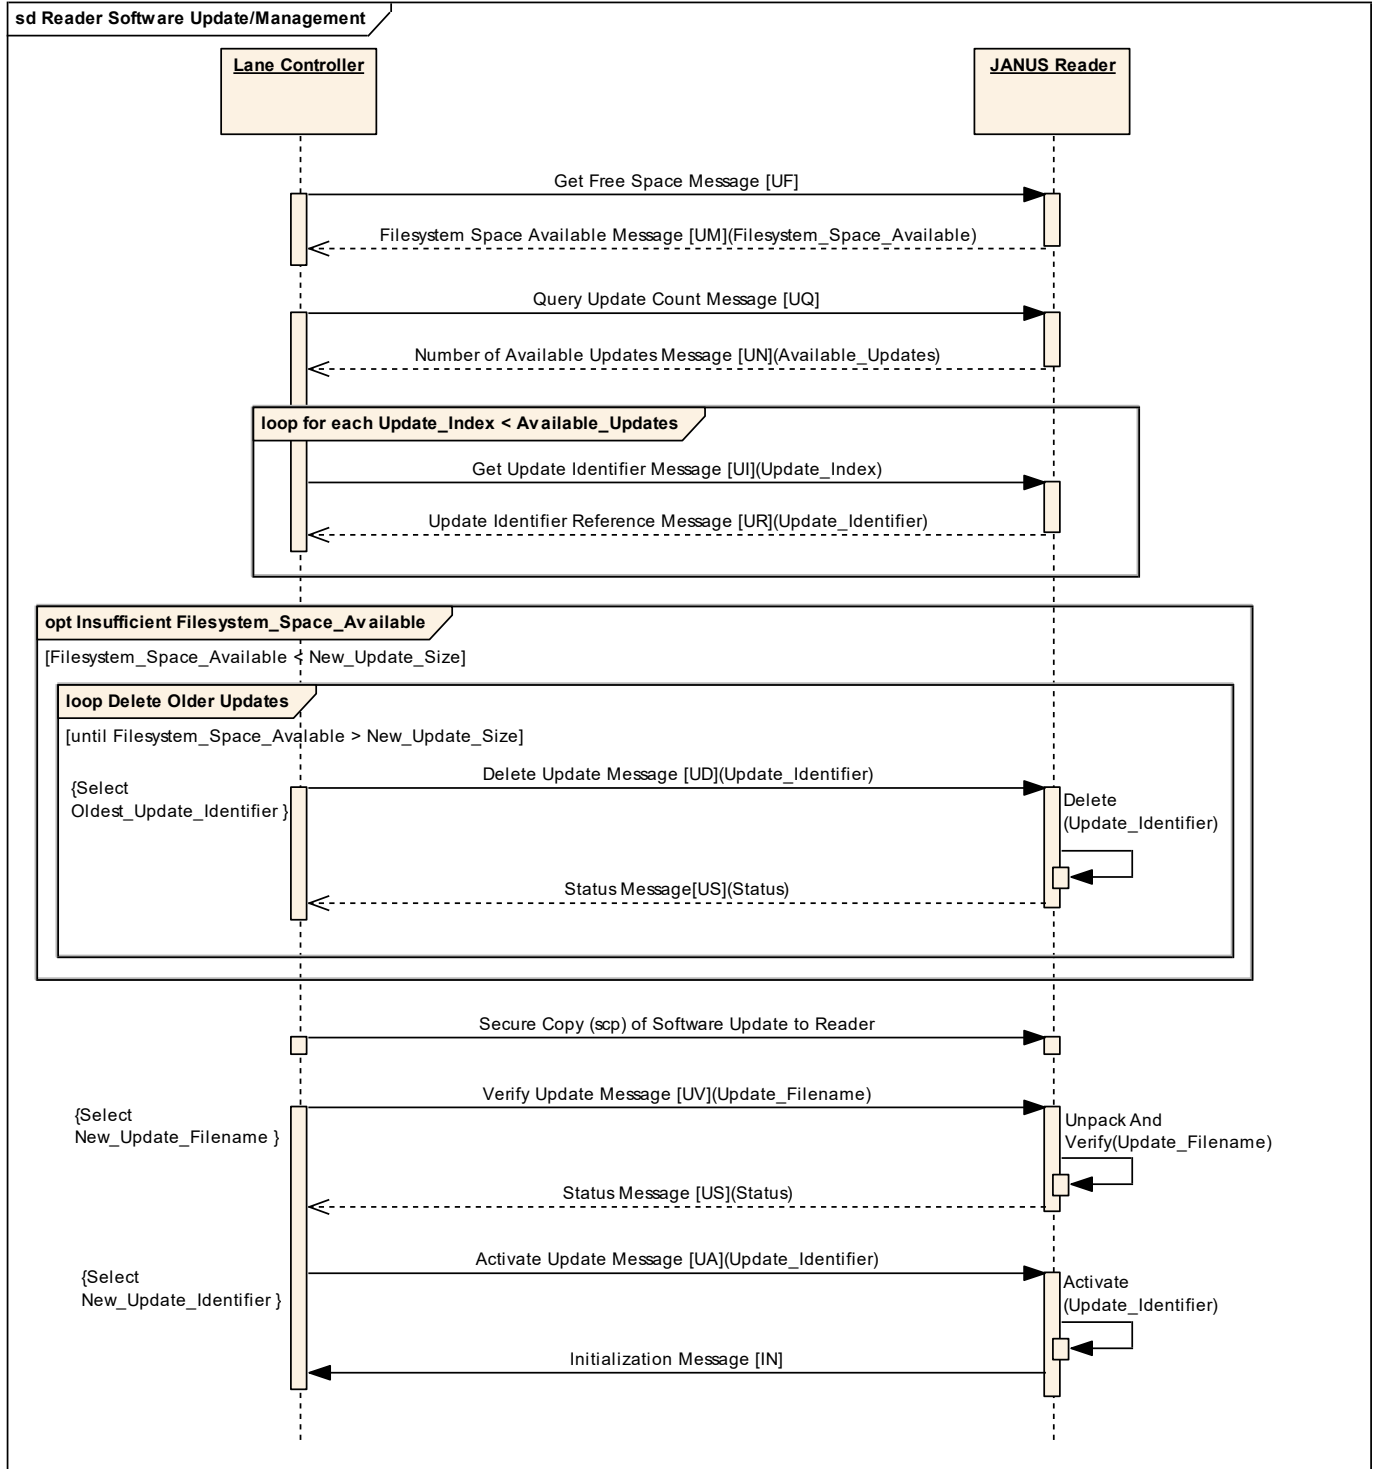 sd Reader Software Update/Management
Lane Controller
JANUS Reader
Get Free Space Message [UF]
Filesystem Space Available Message [UM](Filesystem_Space_Available)
Query Update Count Message [UQ]
Number of Available Updates Message [UN](Available_Updates)
loop for each Update_Index < Available_Updates
Get Update Identifier Message [UI](Update_Index)
Update Identifier Reference Message [UR](Update_Identifier)
opt Insufficient Filesystem_Space_Available
[Filesystem_Space_Available < New_Update_Size]
loop Delete Older Updates
[until Filesystem_Space_Avalable > New_Update_Size]
Delete Update Message [UD](Update_Identifier)
{Select
Oldest_Update_Identifier }
Delete
(Update_Identifier)
Status Message[US](Status)
Secure Copy (scp) of Software Update to Reader
Verify Update Message [UV](Update_Filename)
{Select
New_Update_Filename }
Unpack And
Verify(Update_Filename)
Status Message [US](Status)
Activate Update Message [UA](Update_Identifier)
{Select
New_Update_Identifier }
Activate
(Update_Identifier)
Initialization Message [IN]